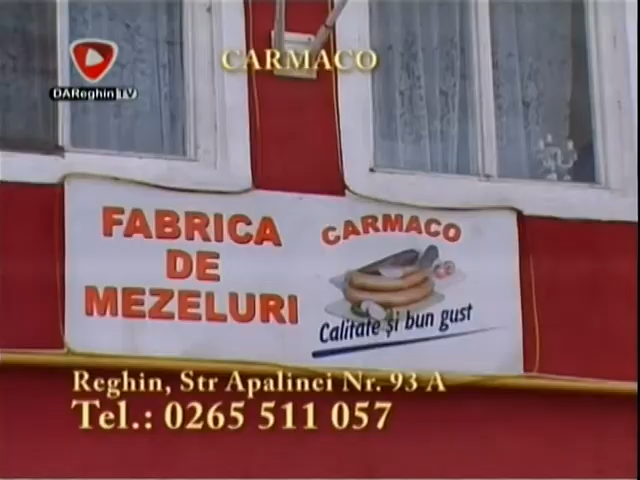 CARMACO
DAReghin TV
FABRICA
DE
MEZELURI
CARMACO
Calitate și bun gust
Reghin, Str Apalinei Nr. 93 A
Tel.: 0265 511 057